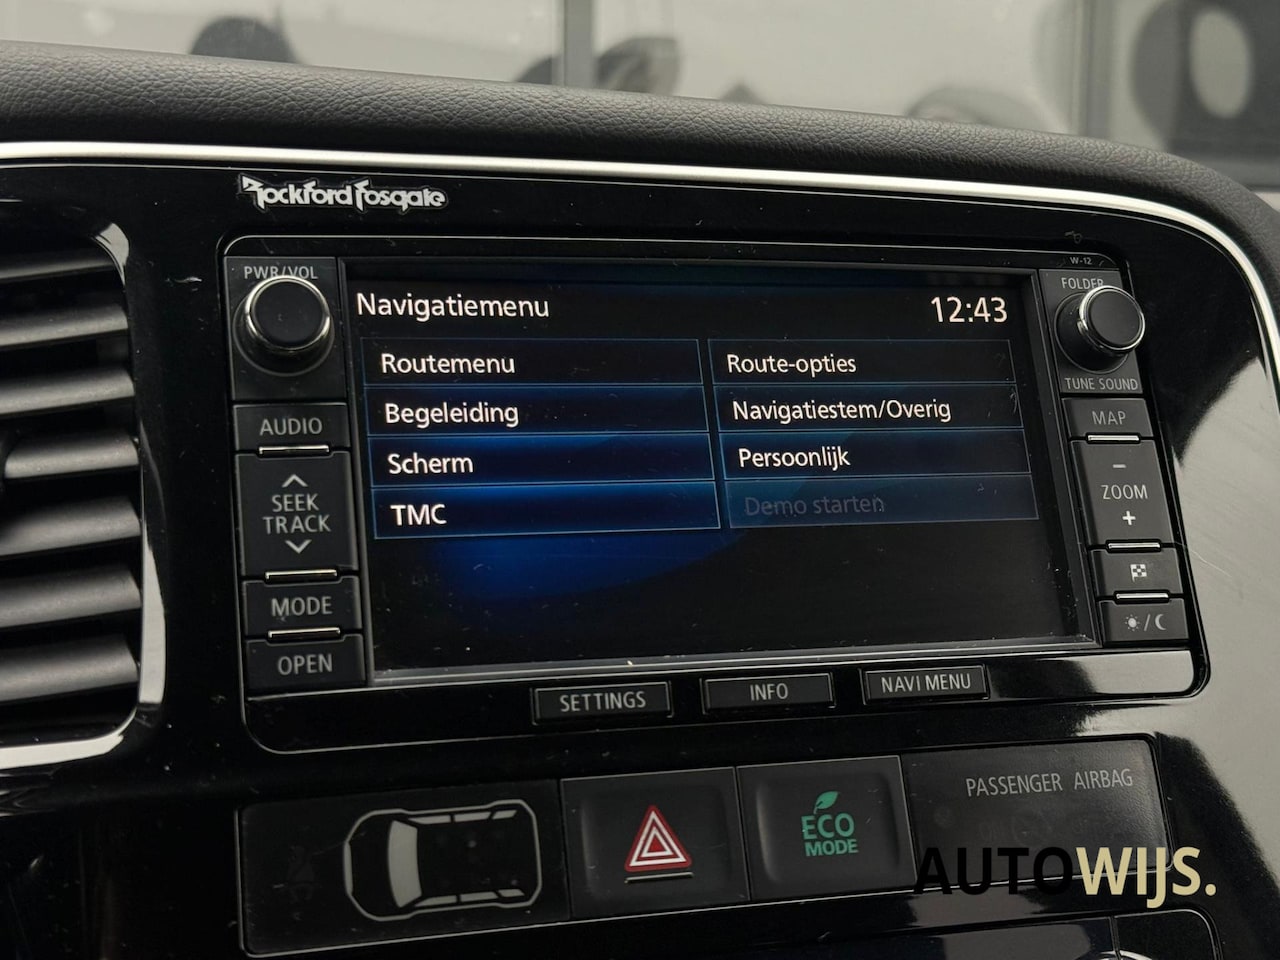 Rockford Fosgate
W-12
PWR/VOL
FOLDER
Navigatiemenu
12:43
Routemenu
Route-opties
TUNE SOUND
Begeleiding
Navigatiestem/Overig
AUDIO
MAP
Scherm
Persoonlijk
SEEK
TRACK
TMC
Demo starten
−
ZOOM
+
MODE
OPEN
SETTINGS
INFO
NAVI MENU
PASSENGER AIRBAG
ECO
MODE
AUTOWIJS.